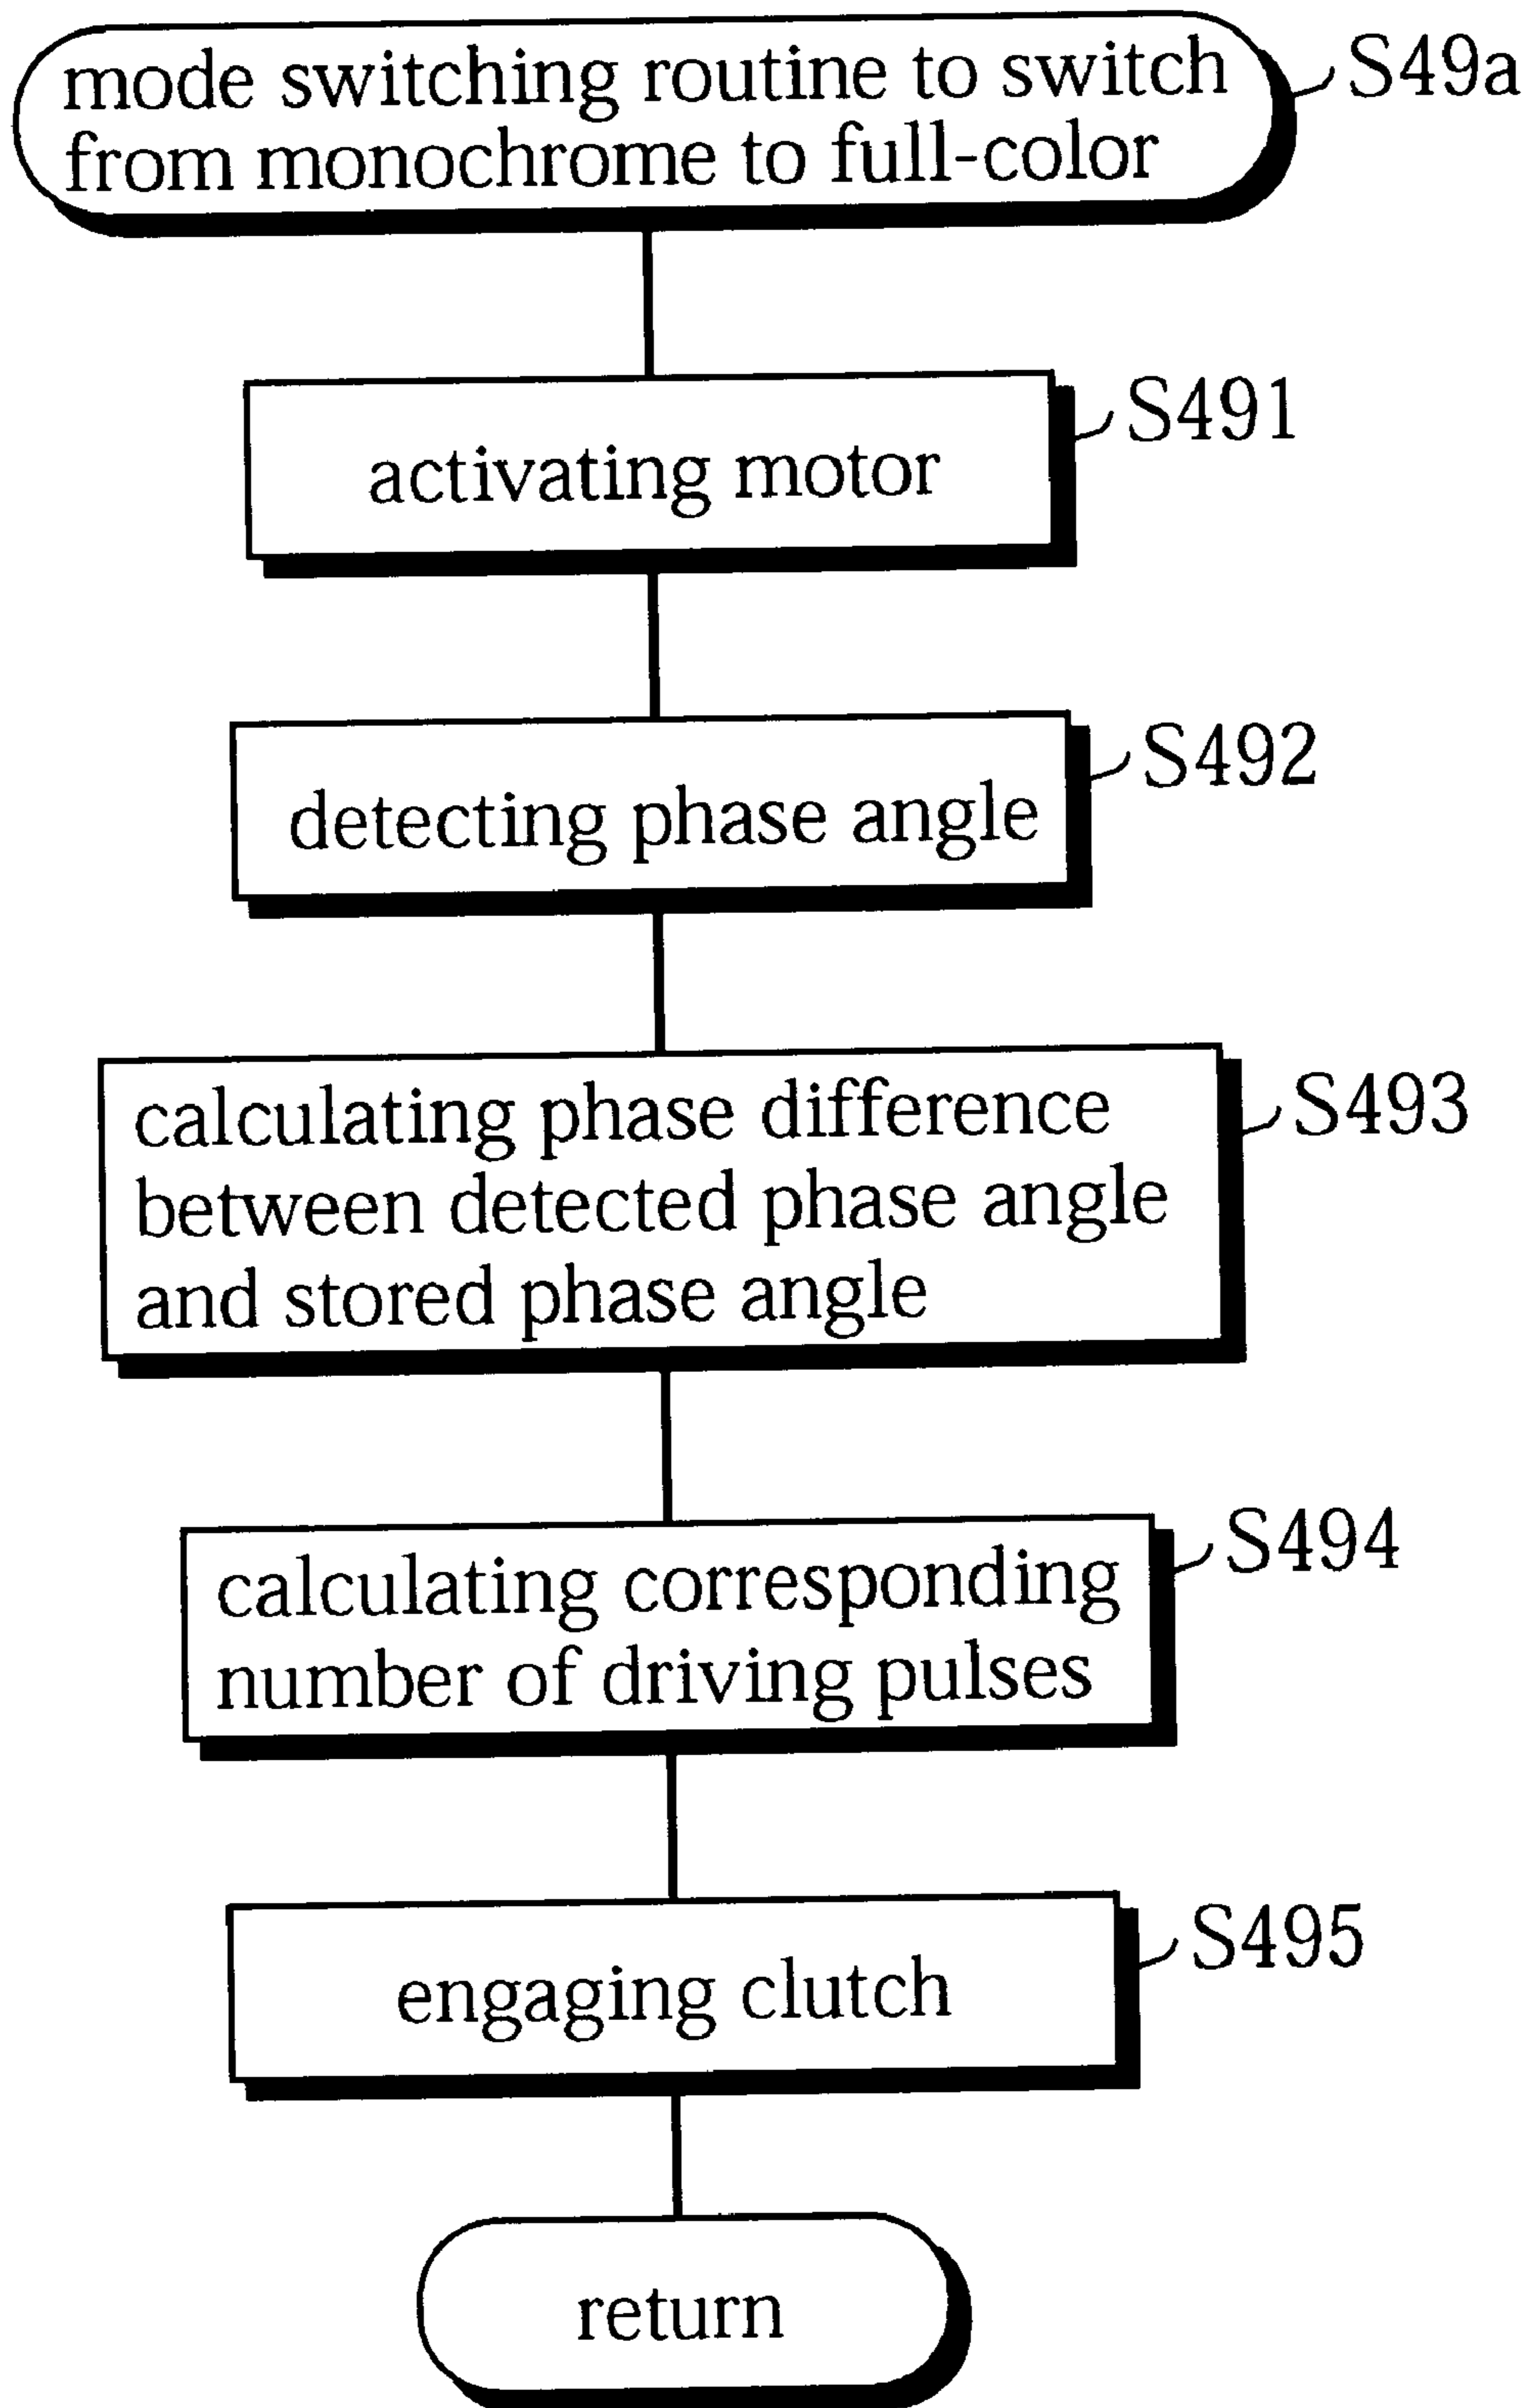 mode switching routine to switch
from monochrome to full-color
S49a
activating motor
S491
detecting phase angle
S492
calculating phase difference
between detected phase angle
and stored phase angle
S493
calculating corresponding
number of driving pulses
S494
engaging clutch
S495
return